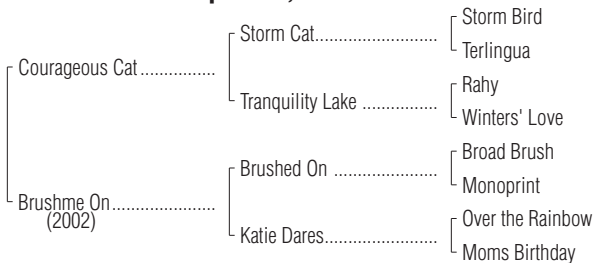 Storm Bird
Storm Cat
Terlingua
Courageous Cat
Rahy
Tranquility Lake
Winters' Love
Broad Brush
Brushed On
Monoprint
Brushme On
(2002)
Over the Rainbow
Katie Dares
Moms Birthday